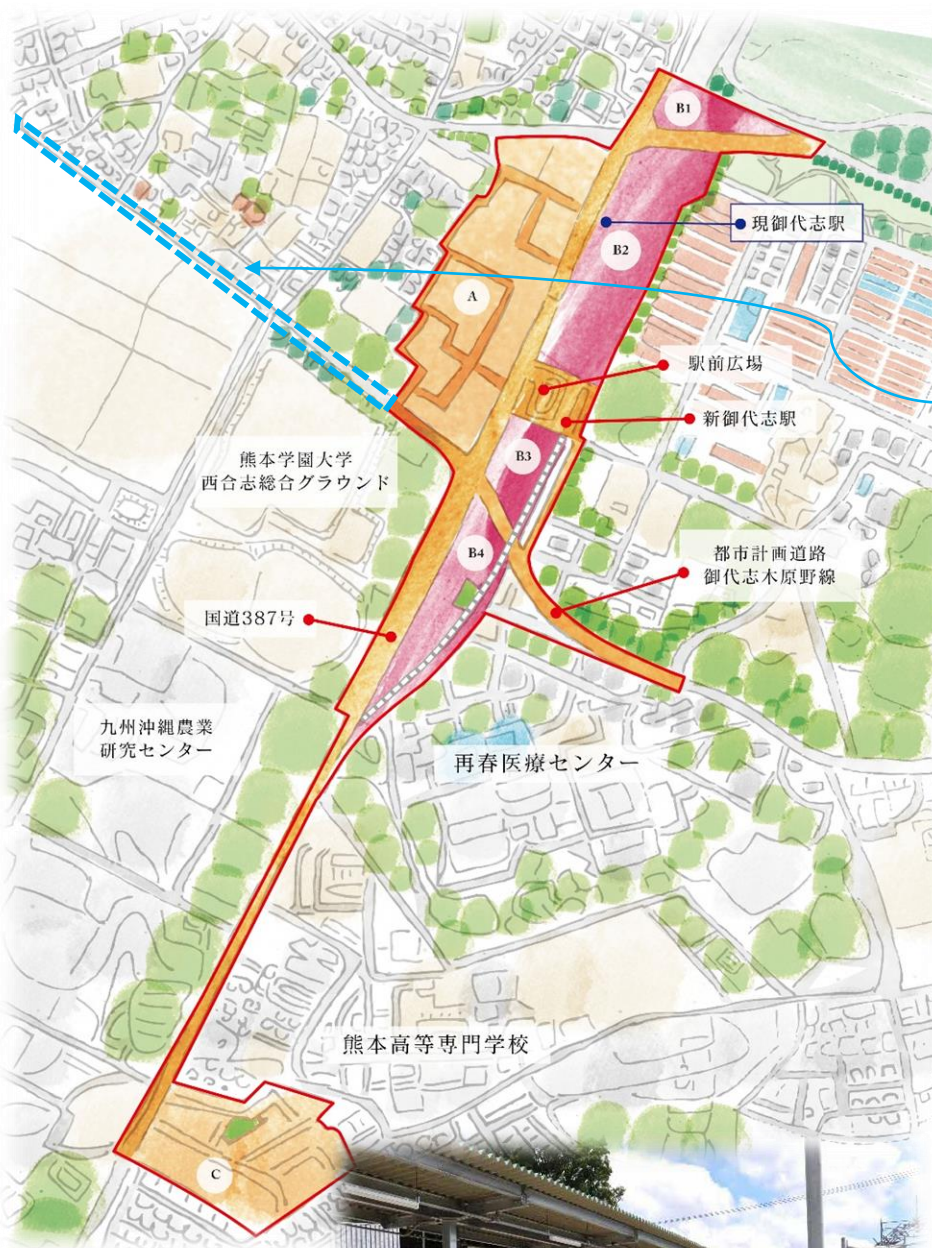 B1
現御代志駅
B2
A
駅前広場
新御代志駅
B3
熊本学園大学
西合志総合グラウンド
B4
都市計画道路
御代志木原野線
国道387号
九州沖縄農業
研究センター
再春医療センター
熊本高等専門学校
C